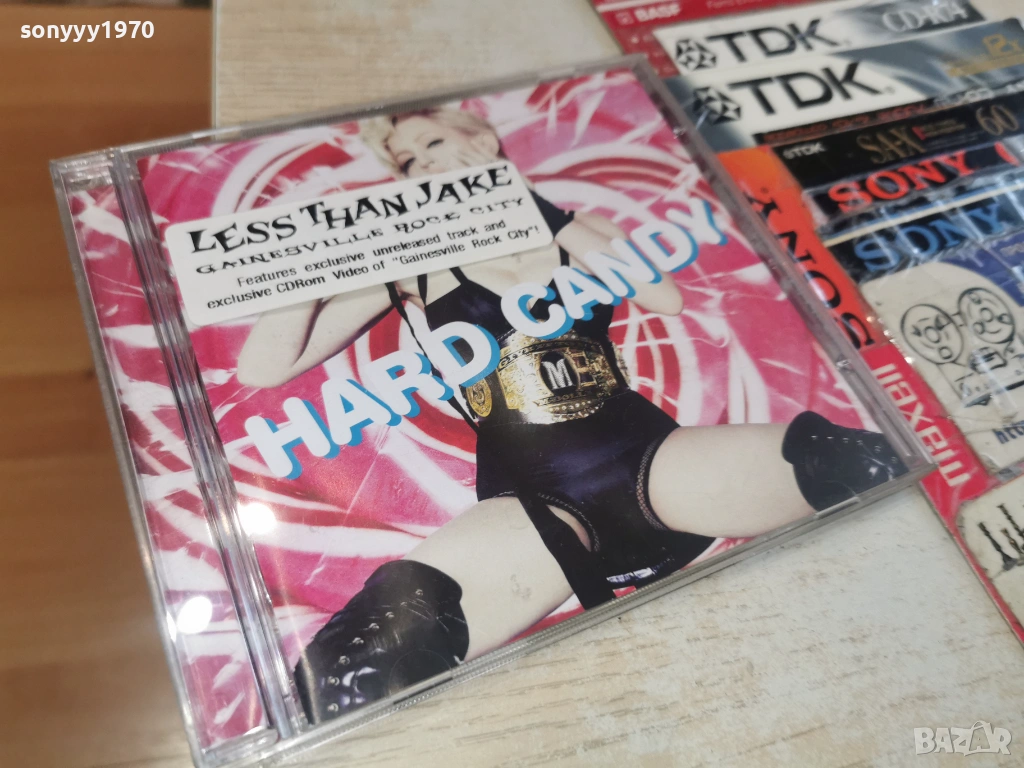 sonyyy1970
LESS THAN JAKE
GAINESVILLE ROCK CITY
Features exclusive unreleased track and
exclusive CDRom Video of "Gainesville Rock City"!
HARD CANDY
M
BASF
TDK
TDK
TDK
SA-X
60
SONY
SONY
SONY
maxell
BAZAR